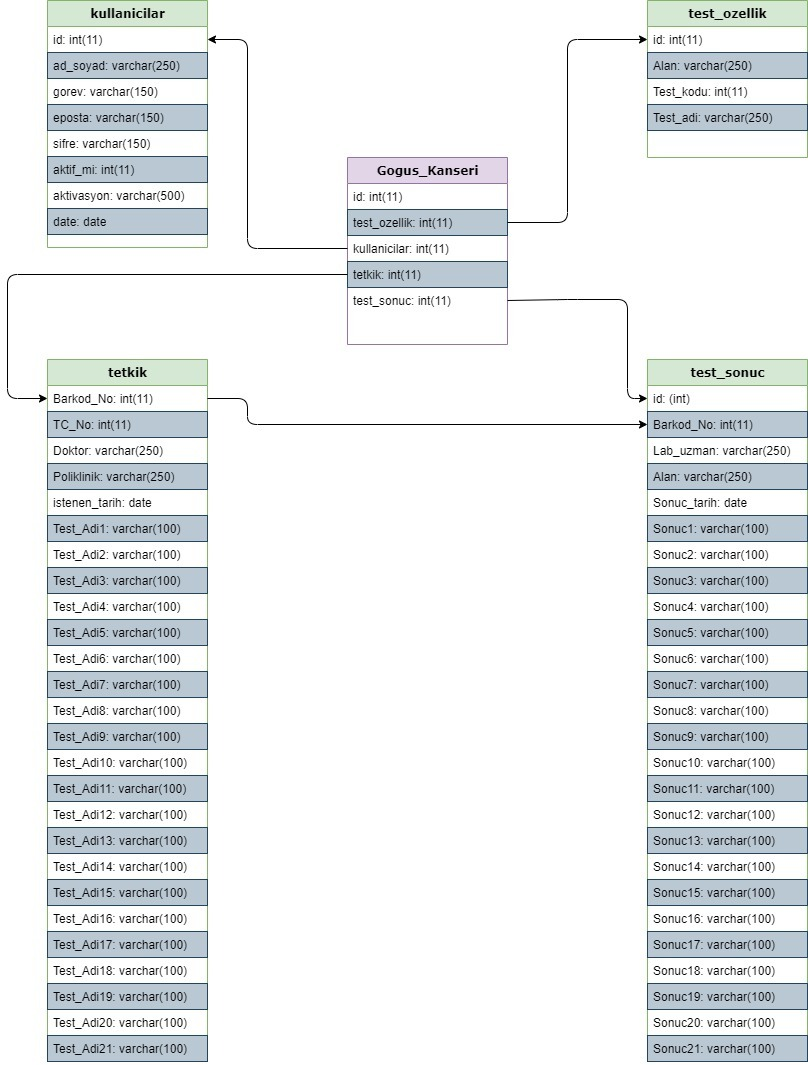 kullanicilar
id: int(11)
ad_soyad: varchar(250)
gorev: varchar(150)
eposta: varchar(150)
sifre: varchar(150)
aktif_mi: int(11)
aktivasyon: varchar(500)
date: date
test_ozellik
id: int(11)
Alan: varchar(250)
Test_kodu: int(11)
Test_adi: varchar(250)
Gogus_Kanseri
id: int(11)
test_ozellik: int(11)
kullanicilar: int(11)
tetkik: int(11)
test_sonuc: int(11)
tetkik
Barkod_No: int(11)
TC_No: int(11)
Doktor: varchar(250)
Poliklinik: varchar(250)
istenen_tarih: date
Test_Adi1: varchar(100)
Test_Adi2: varchar(100)
Test_Adi3: varchar(100)
Test_Adi4: varchar(100)
Test_Adi5: varchar(100)
Test_Adi6: varchar(100)
Test_Adi7: varchar(100)
Test_Adi8: varchar(100)
Test_Adi9: varchar(100)
Test_Adi10: varchar(100)
Test_Adi11: varchar(100)
Test_Adi12: varchar(100)
Test_Adi13: varchar(100)
Test_Adi14: varchar(100)
Test_Adi15: varchar(100)
Test_Adi16: varchar(100)
Test_Adi17: varchar(100)
Test_Adi18: varchar(100)
Test_Adi19: varchar(100)
Test_Adi20: varchar(100)
Test_Adi21: varchar(100)
test_sonuc
id: (int)
Barkod_No: int(11)
Lab_uzman: varchar(250)
Alan: varchar(250)
Sonuc_tarih: date
Sonuc1: varchar(100)
Sonuc2: varchar(100)
Sonuc3: varchar(100)
Sonuc4: varchar(100)
Sonuc5: varchar(100)
Sonuc6: varchar(100)
Sonuc7: varchar(100)
Sonuc8: varchar(100)
Sonuc9: varchar(100)
Sonuc10: varchar(100)
Sonuc11: varchar(100)
Sonuc12: varchar(100)
Sonuc13: varchar(100)
Sonuc14: varchar(100)
Sonuc15: varchar(100)
Sonuc16: varchar(100)
Sonuc17: varchar(100)
Sonuc18: varchar(100)
Sonuc19: varchar(100)
Sonuc20: varchar(100)
Sonuc21: varchar(100)